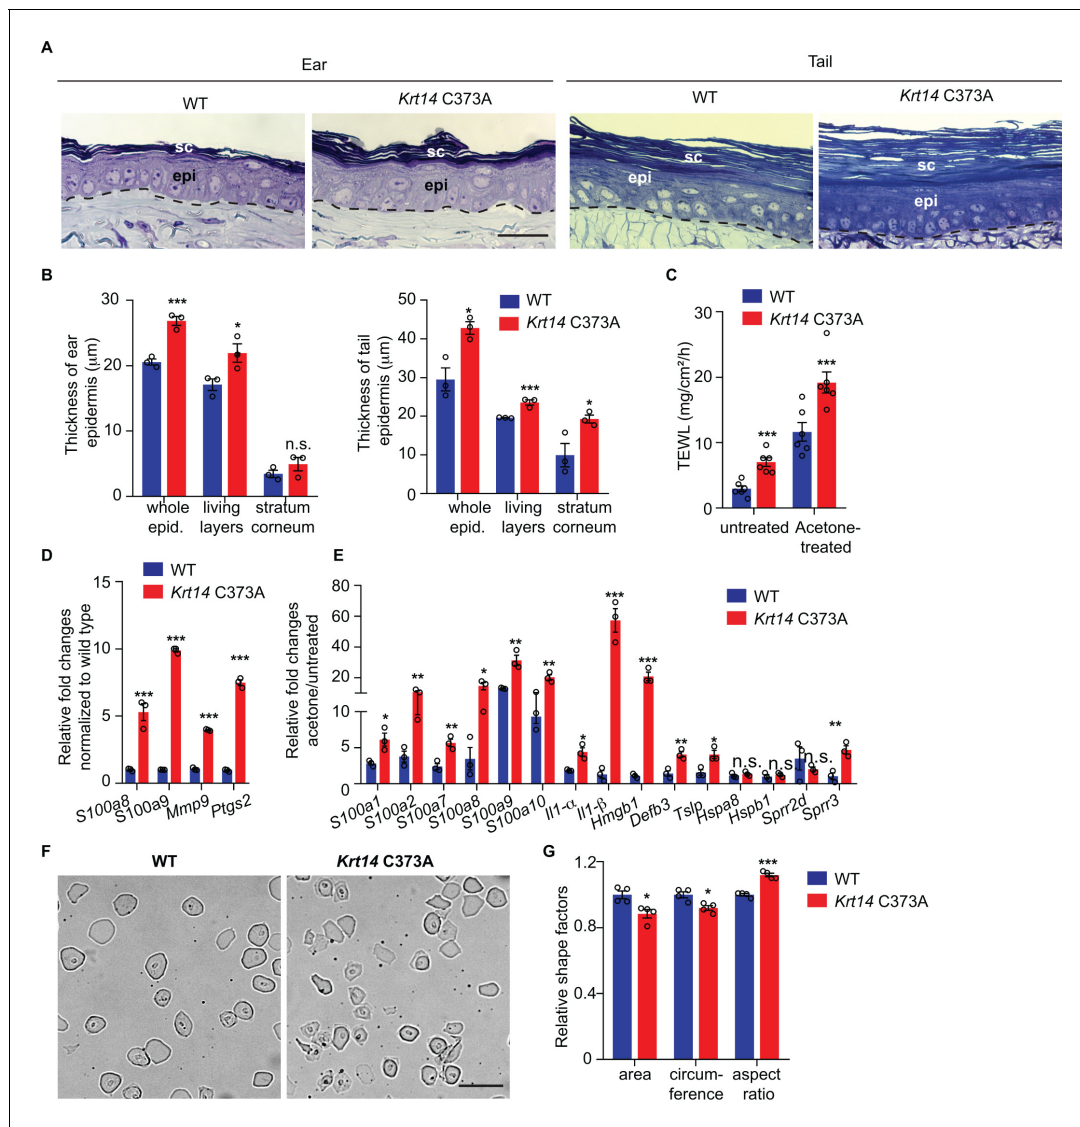 A
Ear
Tail
WT
Krt14 C373A
WT
Krt14 C373A
sc
sc
sc
sc
epi
epi
epi
epi
B
Thickness of ear
epidermis (μm)
30
20
10
0
***
*
n.s.
whole
epid.
living
layers
stratum
corneum
Thickness of tail
epidermis (μm)
50
40
30
20
10
0
*
***
*
whole
epid.
living
layers
stratum
corneum
WT
Krt14 C373A
C
WT
Krt14 C373A
TEWL (mg/cm²/h)
30
20
10
0
***
***
untreated
Acetone-
treated
D
WT
Krt14 C373A
Relative fold changes
normalized to wild type
15
10
5
0
***
***
***
***
S100a8
S100a9
Mmp9
Ptgs2
E
WT
Krt14 C373A
Relative fold changes
acetone/untreated
80
60
40
20
10
5
0
*
**
**
*
**
**
*
***
***
**
*
n.s.
n.s.
n.s.
**
S100a1
S100a2
S100a7
S100a8
S100a9
S100a10
Il1-α
Il1-β
Hmgb1
Defb3
Tslp
Hspa8
Hspb1
Sprr2d
Sprr3
F
WT
Krt14 C373A
G
WT
Krt14 C373A
Relative shape factors
1.2
0.8
0.4
0
*
*
***
area
circum-
ference
aspect
ratio